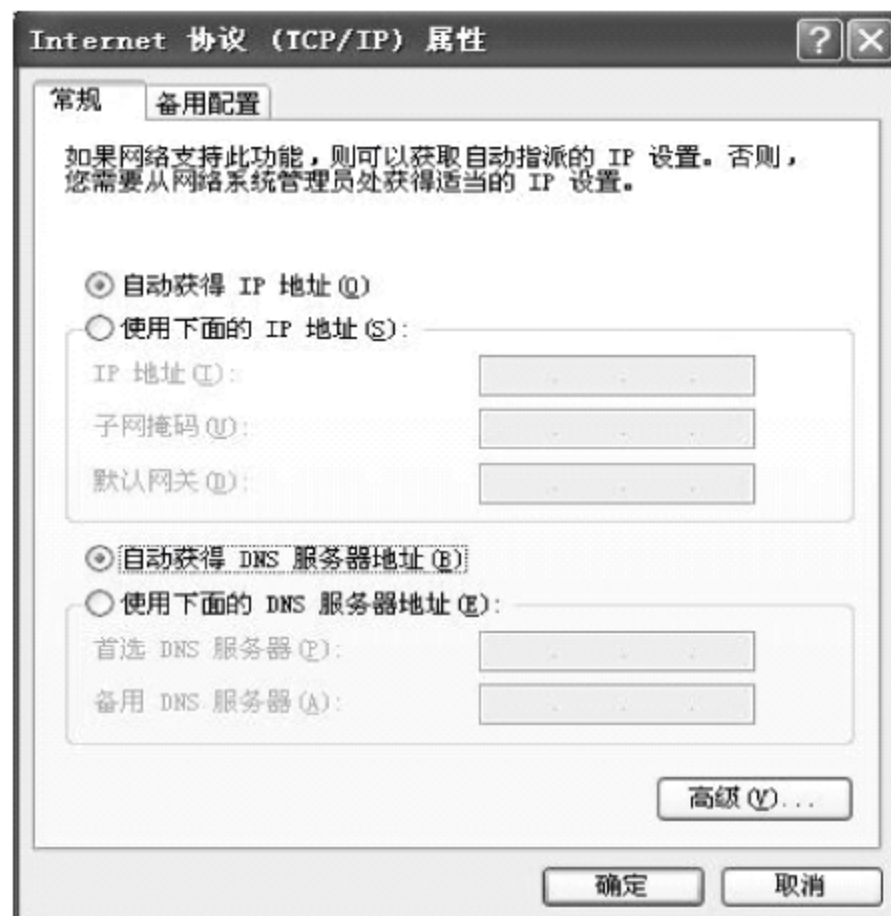 Internet 协议 (TCP/IP) 属性
常规 备用配置
如果网络支持此功能，则可以获取自动指派的 IP 设置。否则，
您需要从网络系统管理员处获得适当的 IP 设置。
自动获得 IP 地址(O)
使用下面的 IP 地址(S):
IP 地址(I):
子网掩码(U):
默认网关(D):
自动获得 DNS 服务器地址(B)
使用下面的 DNS 服务器地址(E):
首选 DNS 服务器(P):
备用 DNS 服务器(A):
高级(V)...
确定 取消